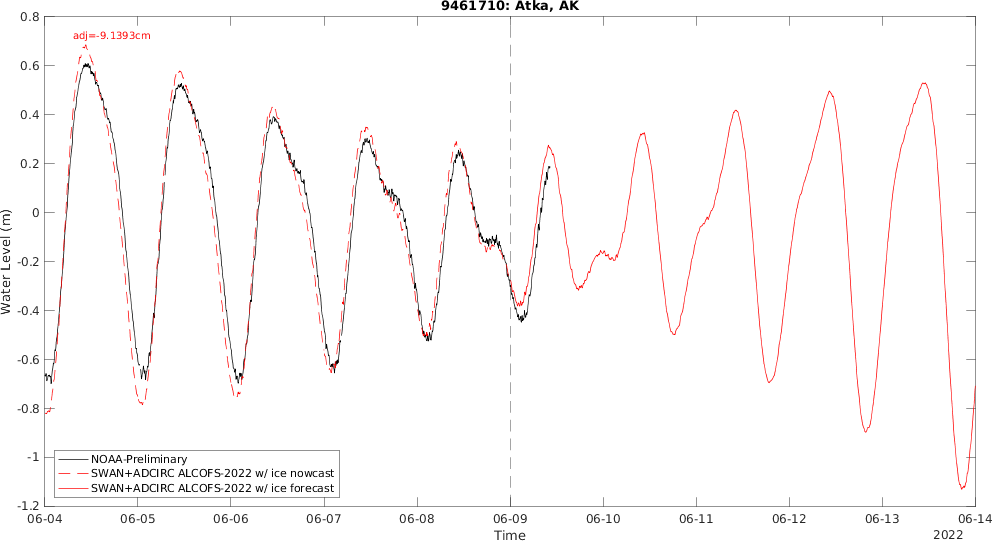 9461710: Atka, AK
adj=-9.1393cm
Water Level (m)
0.8
0.6
0.4
0.2
0
-0.2
-0.4
-0.6
-0.8
-1
-1.2
NOAA-Preliminary
SWAN+ADCIRC ALCOFS-2022 w/ ice nowcast
SWAN+ADCIRC ALCOFS-2022 w/ ice forecast
06-04 06-05 06-06 06-07 06-08 06-09 06-10 06-11 06-12 06-13 06-14
Time
2022